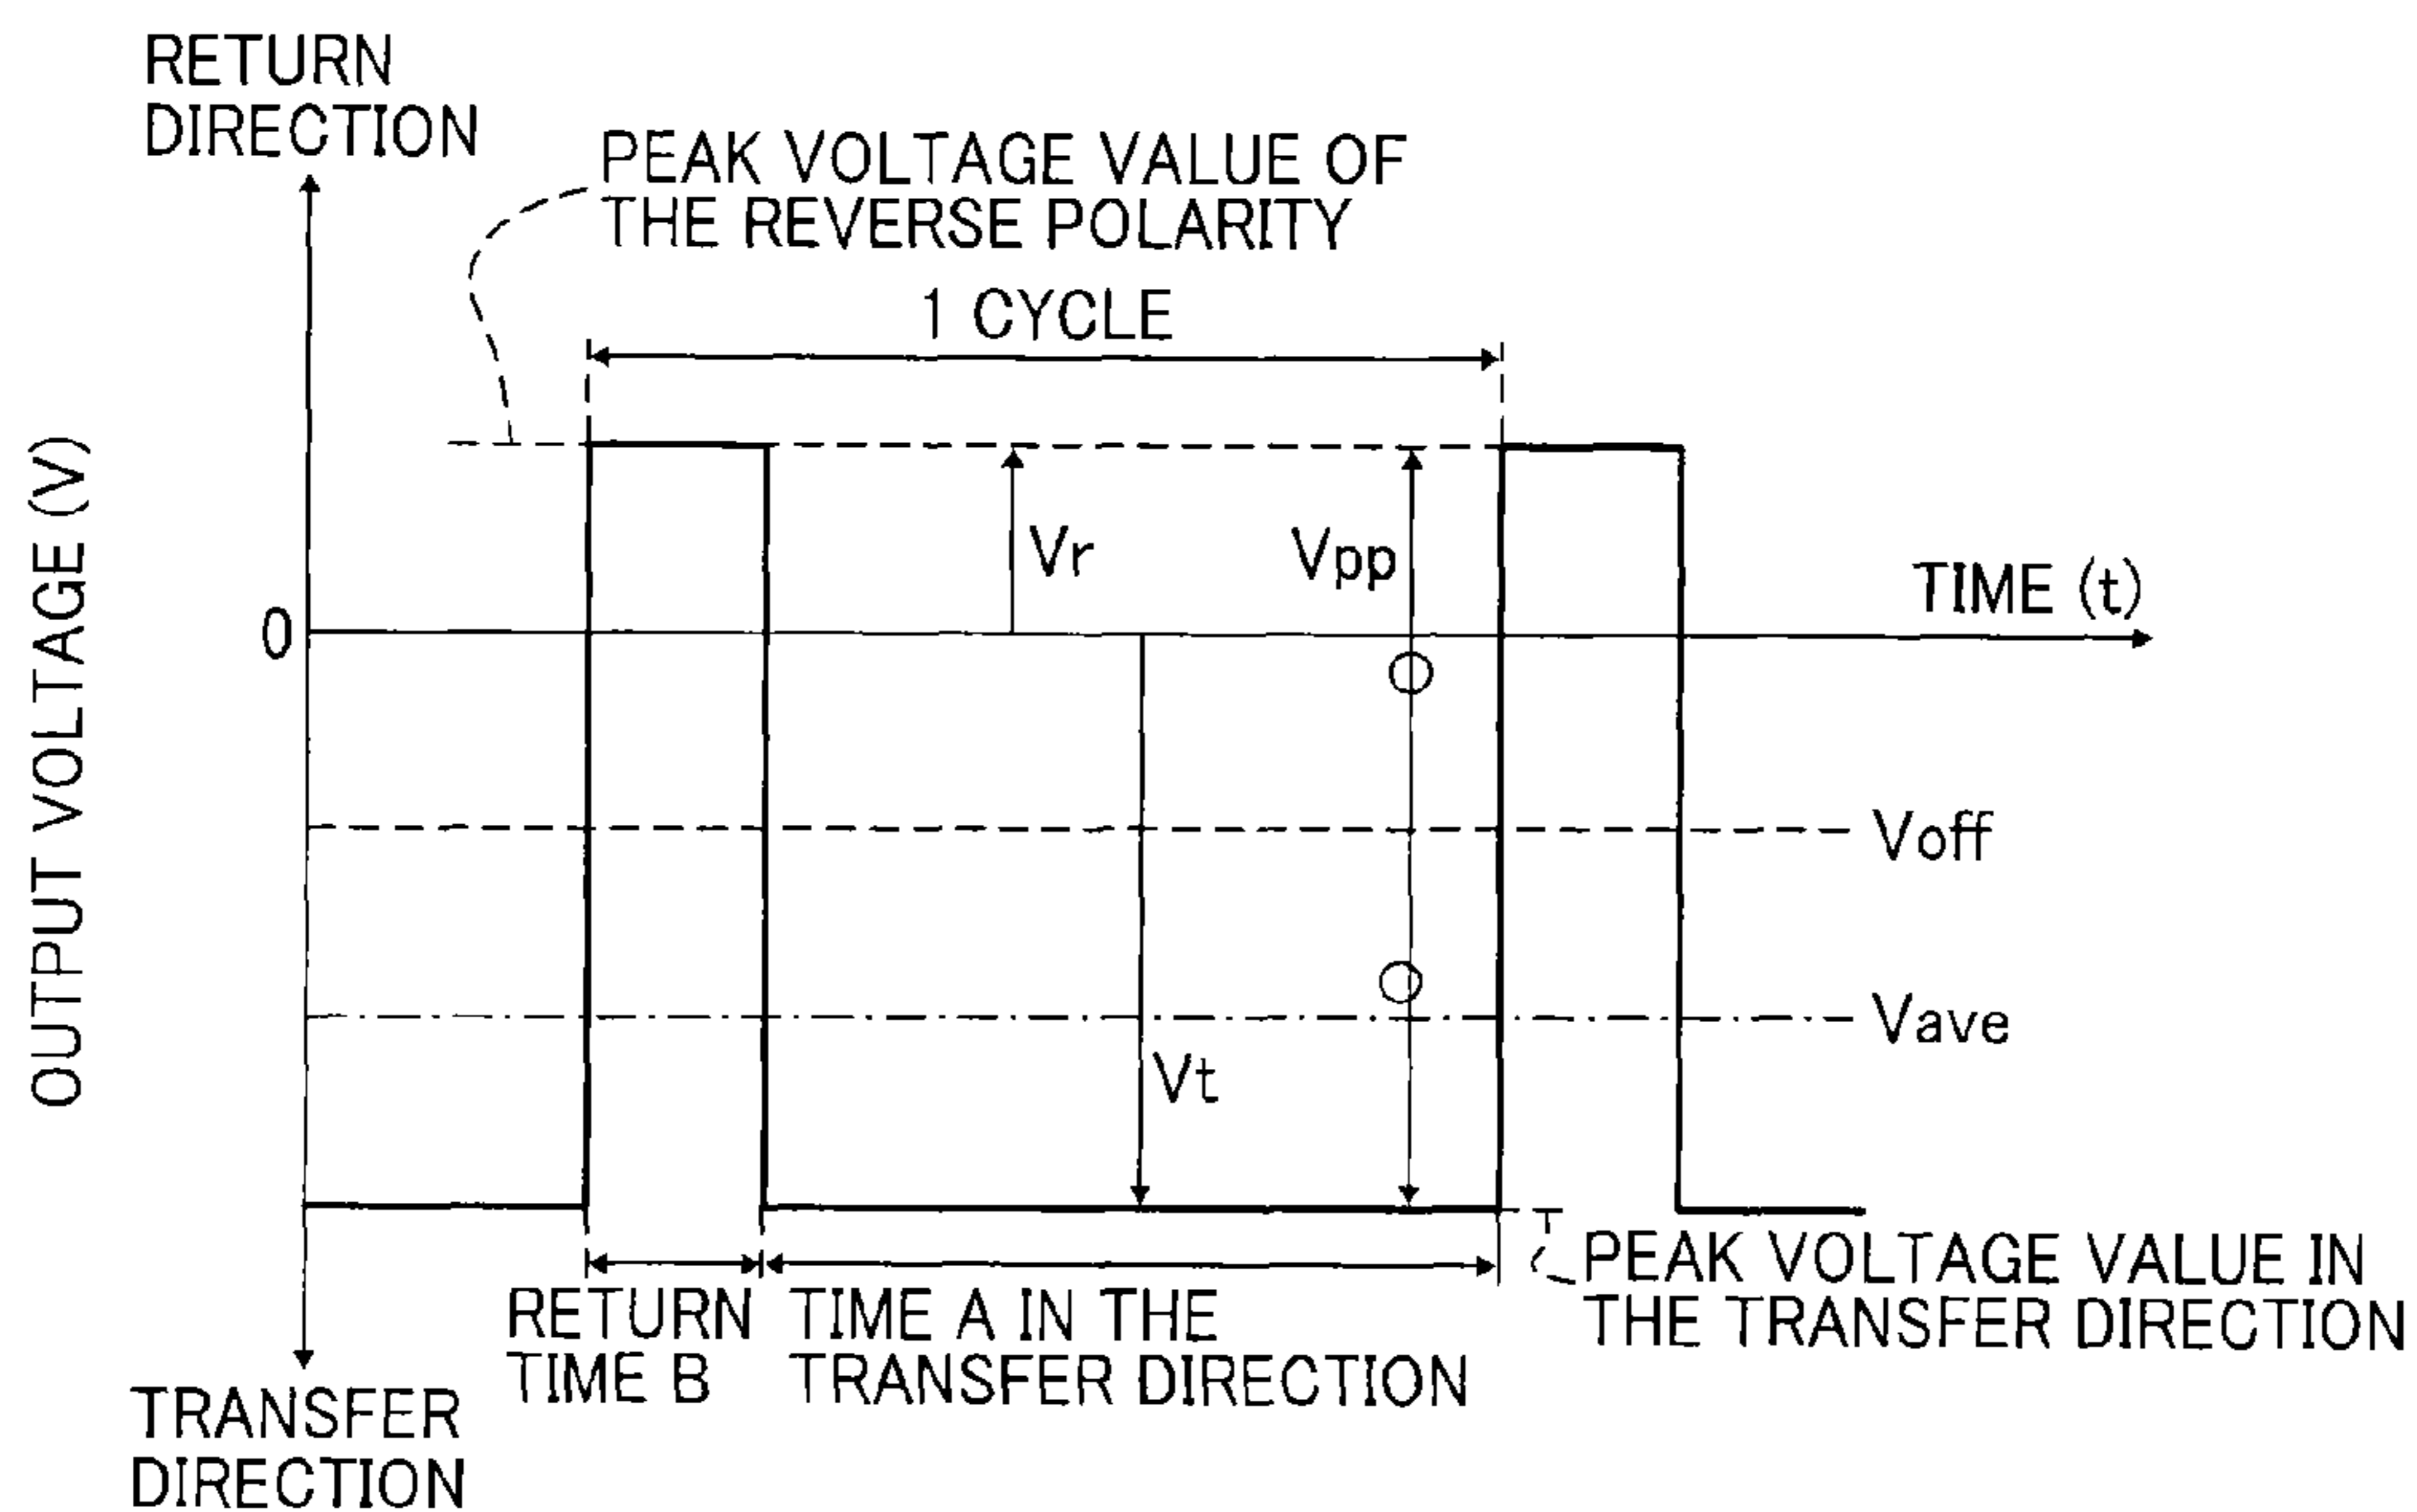 RETURN
DIRECTION
PEAK VOLTAGE VALUE OF
THE REVERSE POLARITY
1 CYCLE
OUTPUT VOLTAGE (V)
Vr
Vpp
TIME (t)
0
Voff
Vave
Vt
PEAK VOLTAGE VALUE IN
THE TRANSFER DIRECTION
RETURN
TIME B
TIME A IN THE
TRANSFER DIRECTION
TRANSFER
DIRECTION